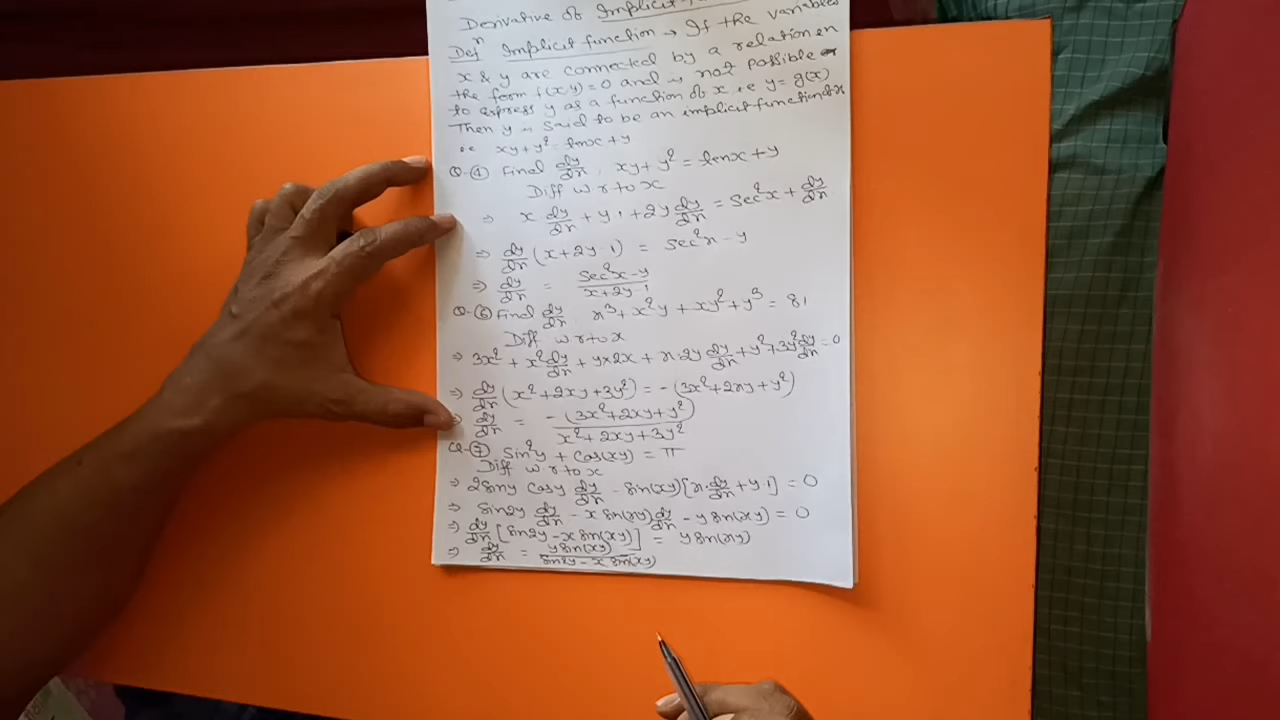 Derivative of Implicit
Defⁿ Implicit function → If the variables
x & y are connected by a relation on
the form f(x,y) = 0 and is not possible
to express y as a function of x i.e y = g(x)
Then y is said to be an implicit function of x
i.e xy + y² = tanx + y
Q-④ Find dy/dx, xy + y² = tanx + y
Diff w r to x
⇒ x dy/dx + y.1 + 2y dy/dx = sec²x + dy/dx
⇒ dy/dx (x + 2y - 1) = sec²x - y
⇒ dy/dx = (sec²x - y)/(x + 2y - 1)
Q-⑥ Find dy/dx x³ + x²y + xy² + y³ = 81
Diff w r to x
⇒ 3x² + x² dy/dx + y×2x + x.2y dy/dx + y² + 3y² dy/dx = 0
⇒ dy/dx (x² + 2xy + 3y²) = -(3x² + 2xy + y²)
⇒ dy/dx = -(3x² + 2xy + y²)/(x² + 2xy + 3y²)
Q-⑦ Sin²y + Cos(xy) = π
Diff w r to x
⇒ 2siny Cosy dy/dx - sin(xy)[x.dy/dx + y.1] = 0
⇒ sin2y dy/dx - x sin(xy) dy/dx - y sin(xy) = 0
⇒ dy/dx [sin2y - x sin(xy)] = y sin(xy)
⇒ dy/dx = y sin(xy)/(sin2y - x sin(xy))